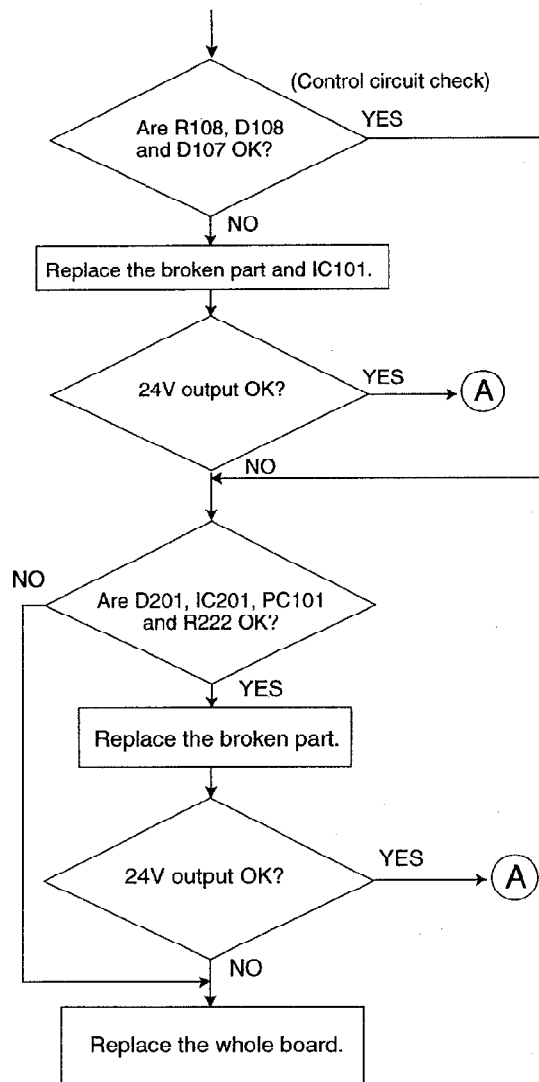 (Control circuit check)
Are R108, D108
and D107 OK?
YES
NO
Replace the broken part and IC101.
24V output OK?
YES
A
NO
NO
Are D201, IC201, PC101
and R222 OK?
YES
Replace the broken part.
24V output OK?
YES
A
NO
Replace the whole board.